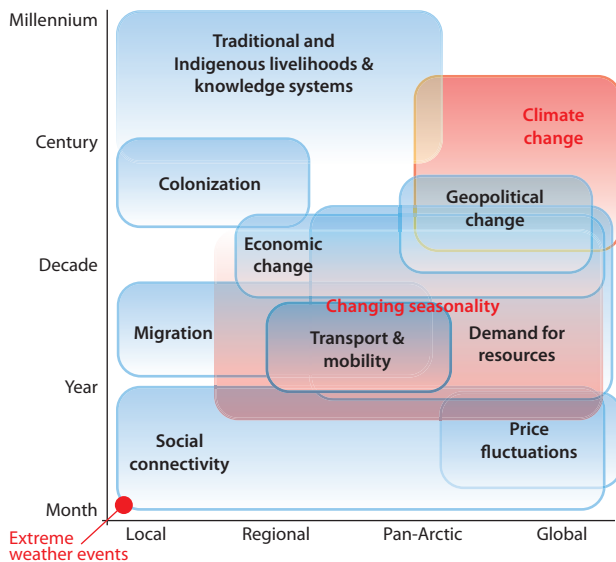 Millennium
Traditional and
Indigenous livelihoods &
knowledge systems
Climate
change
Century
Colonization
Geopolitical
change
Economic
change
Decade
Changing seasonality
Migration
Transport &
mobility
Demand for
resources
Year
Social
connectivity
Price
fluctuations
Month
Extreme
weather events
Local
Regional
Pan-Arctic
Global